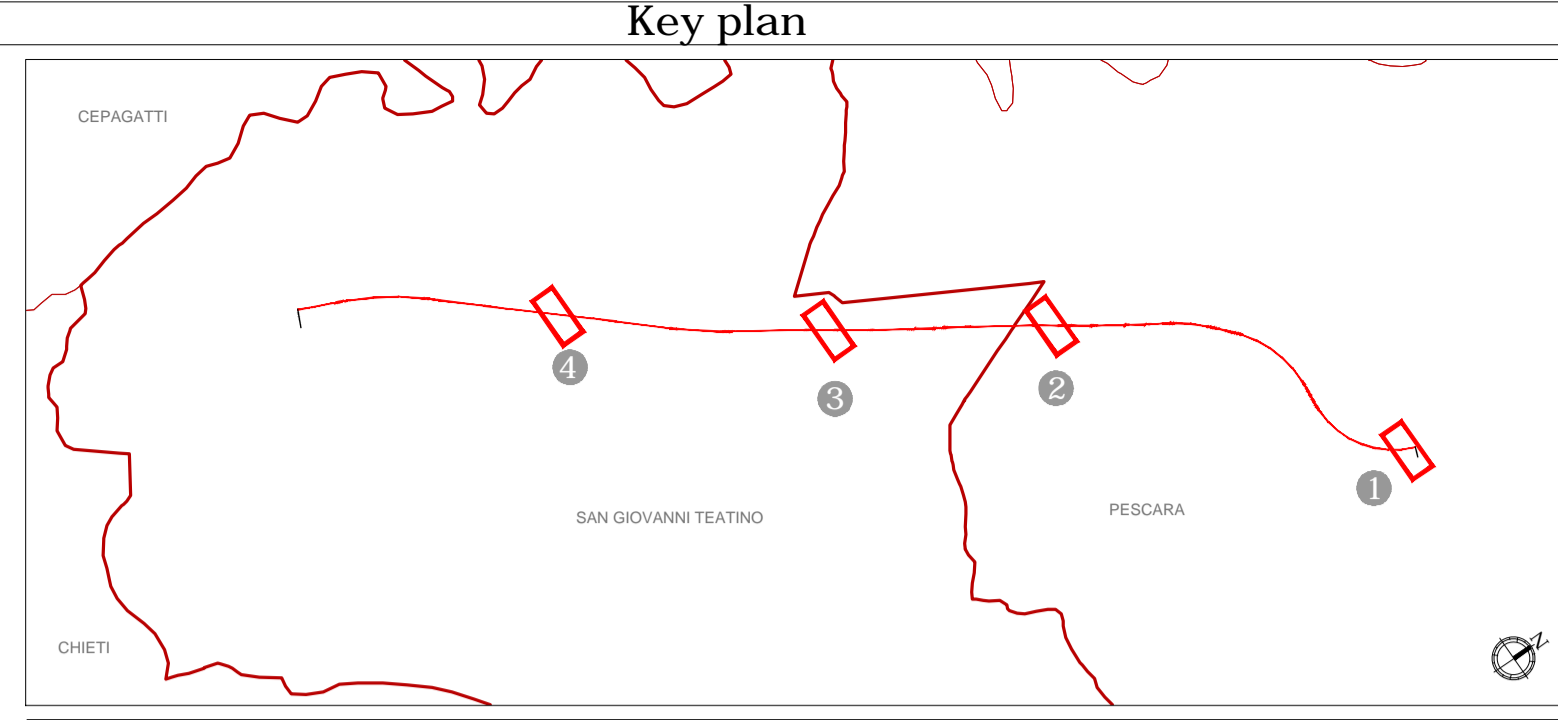 Key plan
CEPAGATTI
4
3
2
1
SAN GIOVANNI TEATINO
PESCARA
CHIETI
N